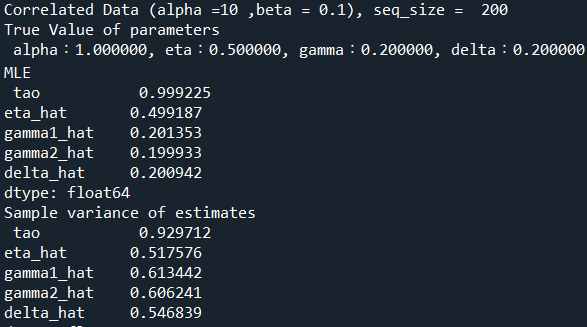 Correlated Data (alpha =10 ,beta = 0.1), seq_size =  200
True Value of parameters
 alpha：1.000000, eta：0.500000, gamma：0.200000, delta：0.200000
MLE
 tao          0.999225
eta_hat       0.499187
gamma1_hat    0.201353
gamma2_hat    0.199933
delta_hat     0.200942
dtype: float64
Sample variance of estimates
 tao          0.929712
eta_hat       0.517576
gamma1_hat    0.613442
gamma2_hat    0.606241
delta_hat     0.546839